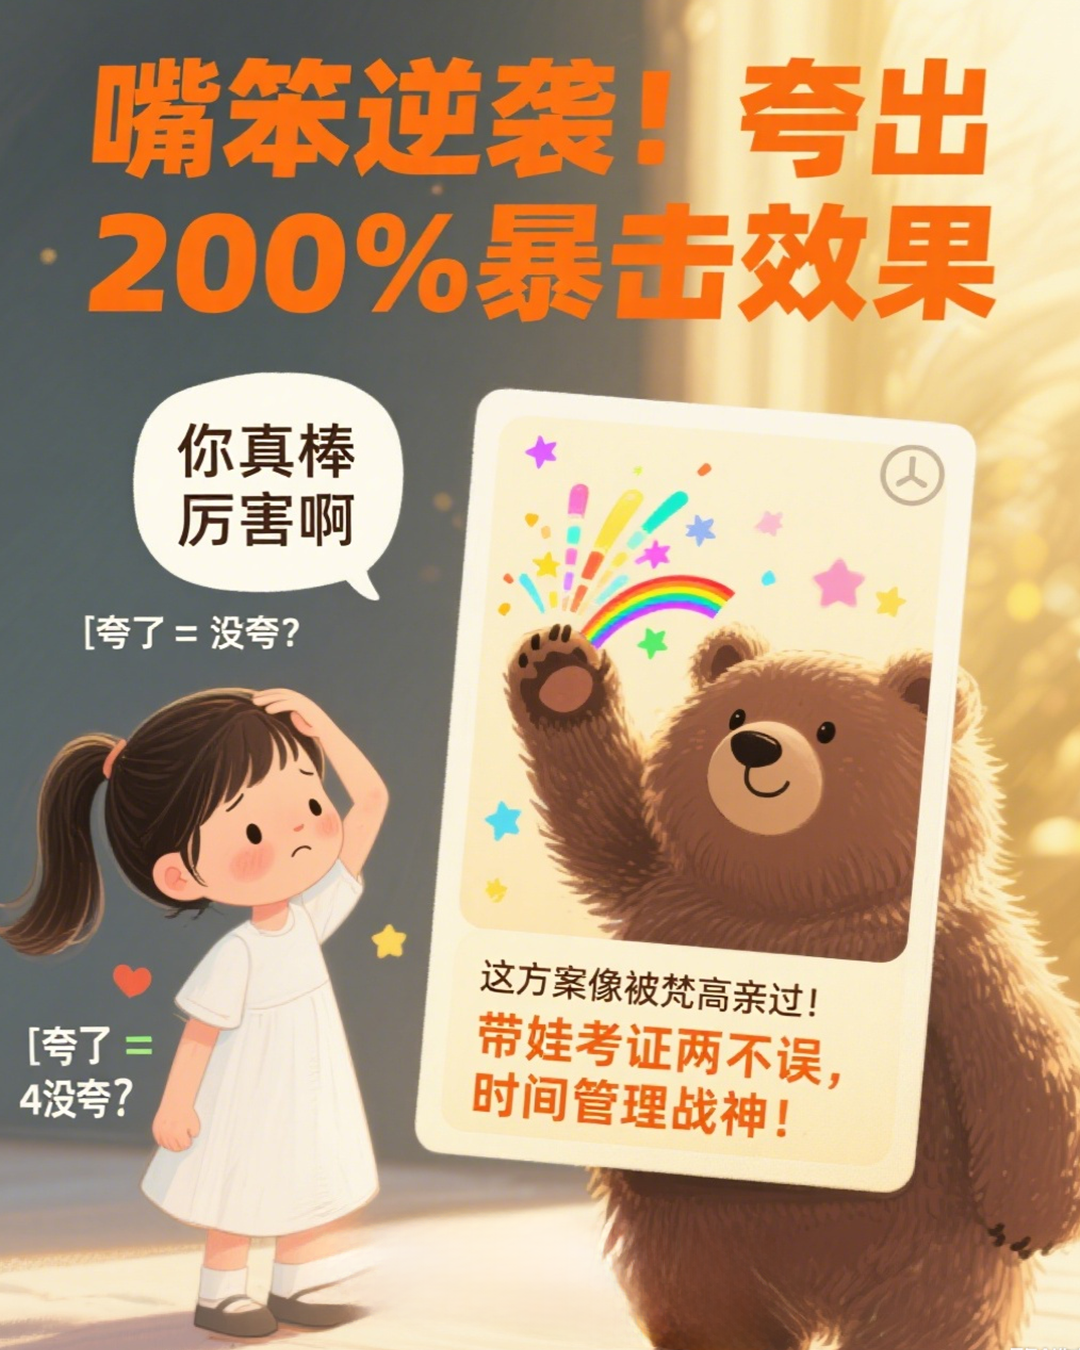 嘴笨逆袭！夸出
200%暴击效果
你真棒
厉害啊
[夸了 = 没夸?
[夸了 =
4没夸?
这方案像被梵高亲过！
带娃考证两不误，
时间管理战神！